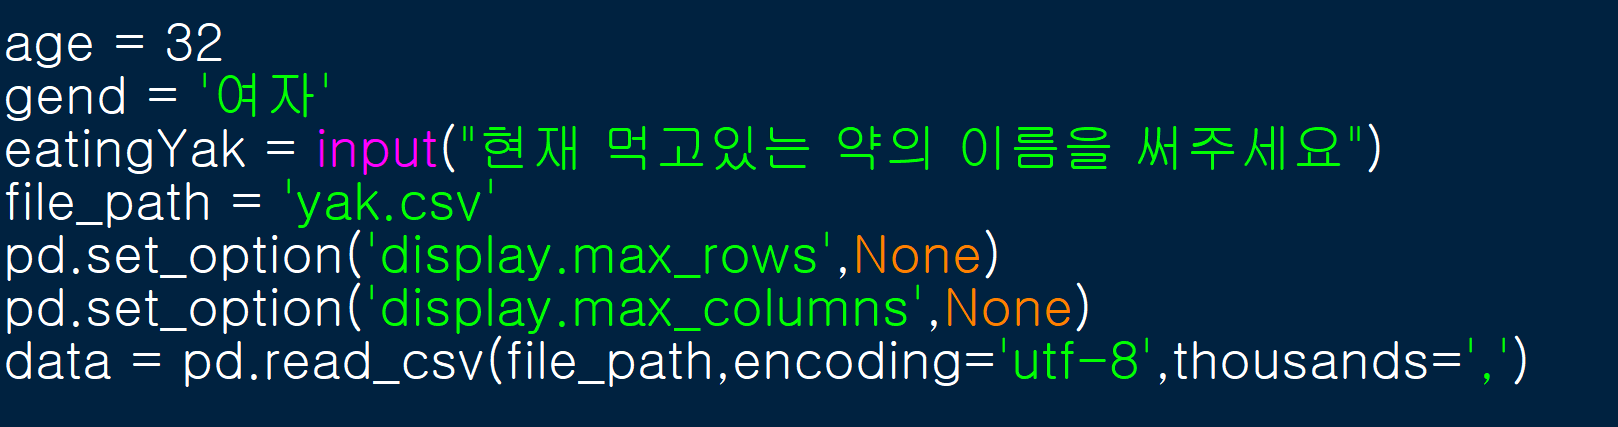 age = 32
gend = '여자'
eatingYak = input("현재 먹고있는 약의 이름을 써주세요")
file_path = 'yak.csv'
pd.set_option('display.max_rows',None)
pd.set_option('display.max_columns',None)
data = pd.read_csv(file_path,encoding='utf-8',thousands=',')